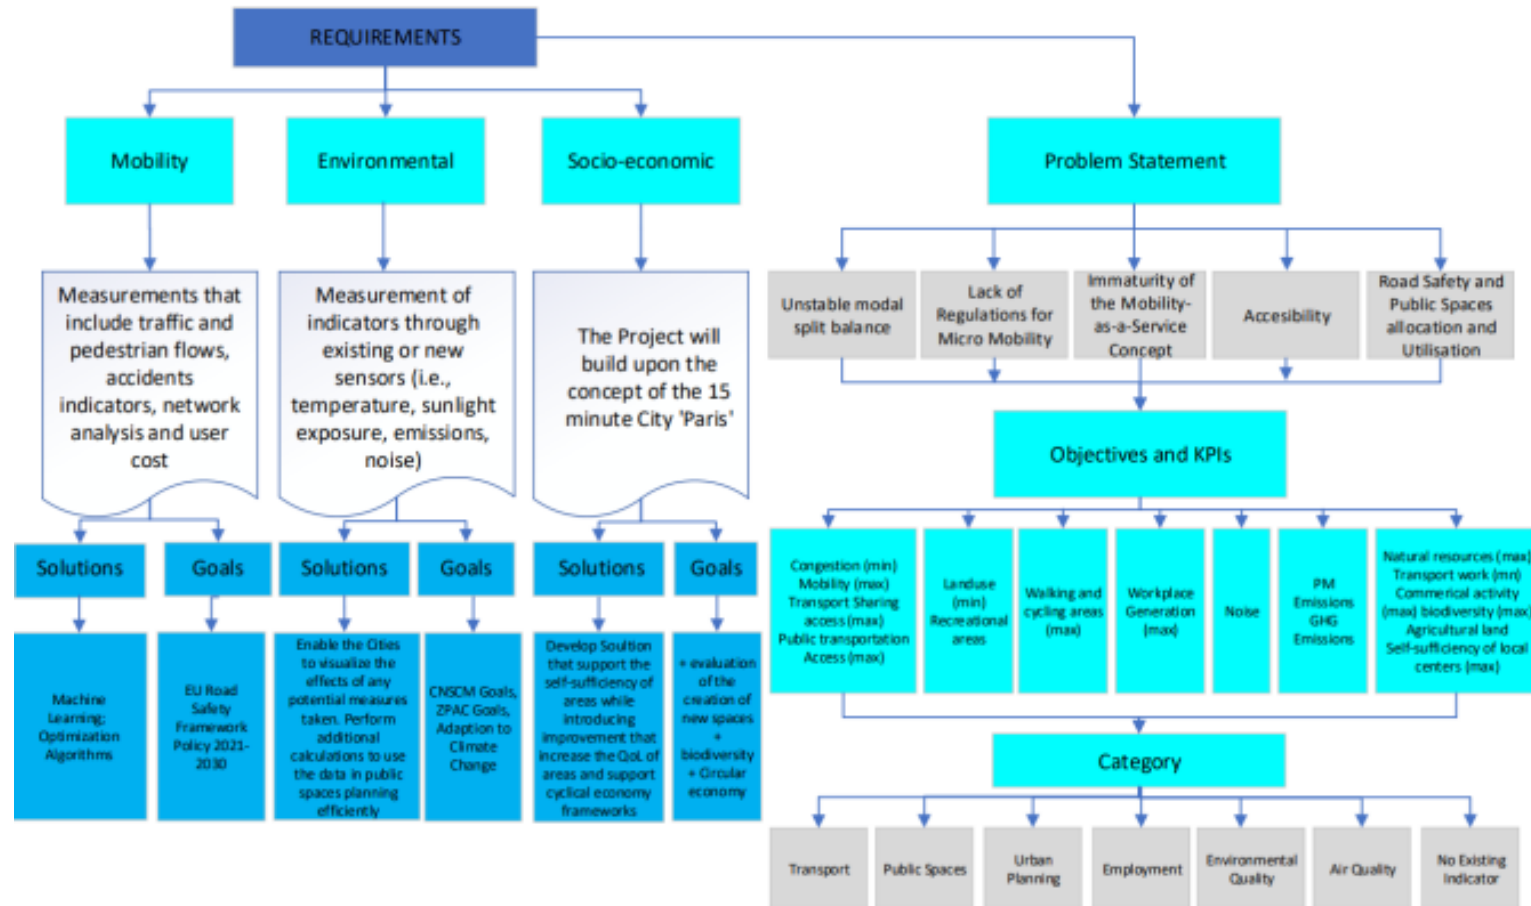 REQUIREMENTS
Mobility
Environmental
Socio-economic
Problem Statement
Measurements that
include traffic and
pedestrian flows,
accidents
indicators, network
analysis and user
cost
Measurement of
indicators through
existing or new
sensors (i.e.,
temperature, sunlight
exposure, emissions,
noise)
The Project will
build upon the
concept of the 15
minute City 'Paris'
Unstable modal
split balance
Lack of
Regulations for
Micro Mobility
Immaturity of
the Mobility-
as-a-Service
Concept
Accesibility
Road Safety and
Public Spaces
allocation and
Utilisation
Objectives and KPIs
Solutions
Goals
Solutions
Goals
Solutions
Goals
Machine
Learning;
Optimization
Algorithms
EU Road
Safety
Framework
Policy 2021-
2030
Enable the Cities
to visualize the
effects of any
potential measures
taken. Perform
additional
calculations to use
the data in public
spaces planning
efficiently
CNSCM Goals,
ZPAC Goals,
Adaption to
Climate
Change
Develop Soultion
that support the
self-sufficiency of
areas while
introducing
improvement that
increase the QoL of
areas and support
cyclical economy
frameworks
+ evaluation
of the
creation of
new spaces
+
biodiversity
+ Circular
economy
Congestion (min)
Mobility (max)
Transport Sharing
access (max)
Public transportation
Access (max)
Landuse
(min)
Recreational
areas
Walking and
cycling areas
(max)
Workplace
Generation
(max)
Noise
PM
Emissions
GHG
Emissions
Natural resources (max)
Transport work (mn)
Commerical activity
(max) biodiversity (max)
Agricultural land
Self-sufficiency of local
centers (max)
Category
Transport
Public Spaces
Urban
Planning
Employment
Environmental
Quality
Air Quality
No Existing
Indicator